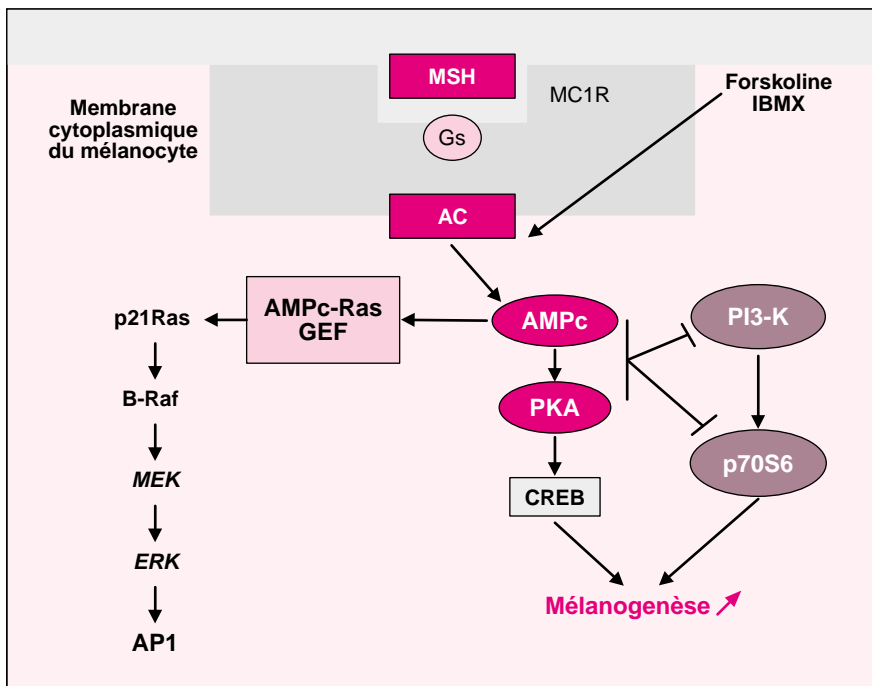 MSH
MC1R
Forskoline
IBMX
Membrane
cytoplasmique
du mélanocyte
Gs
AC
AMPc-Ras
GEF
p21Ras
AMPc
PI3-K
B-Raf
PKA
p70S6
MEK
CREB
ERK
Mélanogenèse
AP1